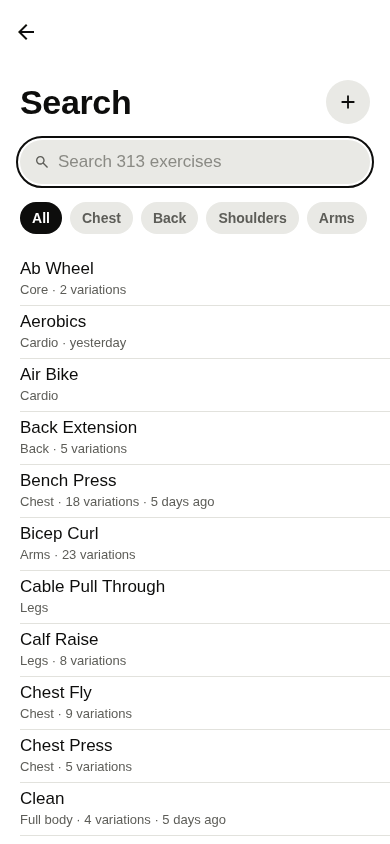 Search
Search 313 exercises
All Chest Back Shoulders Arms
Ab Wheel
Core · 2 variations
Aerobics
Cardio · yesterday
Air Bike
Cardio
Back Extension
Back · 5 variations
Bench Press
Chest · 18 variations · 5 days ago
Bicep Curl
Arms · 23 variations
Cable Pull Through
Legs
Calf Raise
Legs · 8 variations
Chest Fly
Chest · 9 variations
Chest Press
Chest · 5 variations
Clean
Full body · 4 variations · 5 days ago